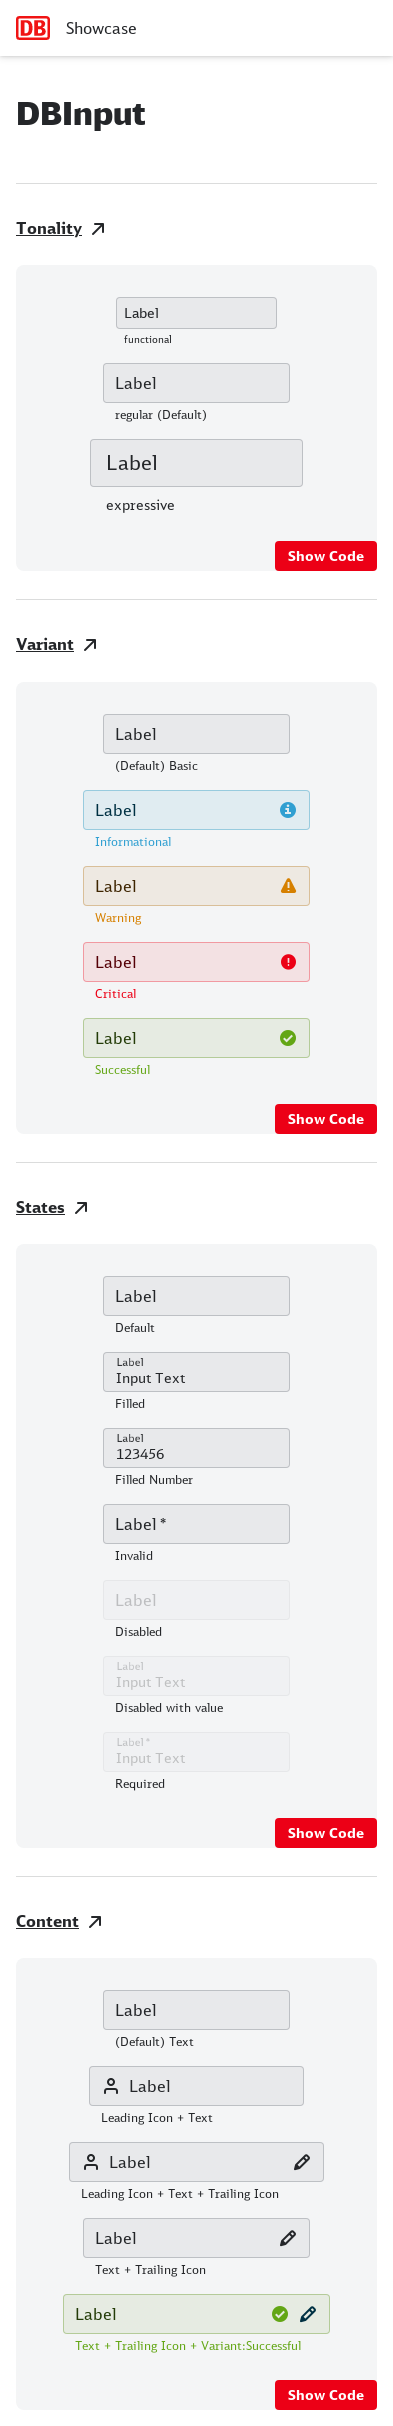 DB Showcase
DBInput
Tonality
Label
functional
Label
regular (Default)
Label
expressive
Show Code
Variant
Label
(Default) Basic
Label
Informational
Label
Warning
Label
Critical
Label
Successful
Show Code
States
Label
Default
Label
Input Text
Filled
Label
123456
Filled Number
Label *
Invalid
Label
Disabled
Label
Input Text
Disabled with value
Label *
Input Text
Required
Show Code
Content
Label
(Default) Text
Label
Leading Icon + Text
Label
Leading Icon + Text + Trailing Icon
Label
Text + Trailing Icon
Label
Text + Trailing Icon + Variant:Successful
Show Code